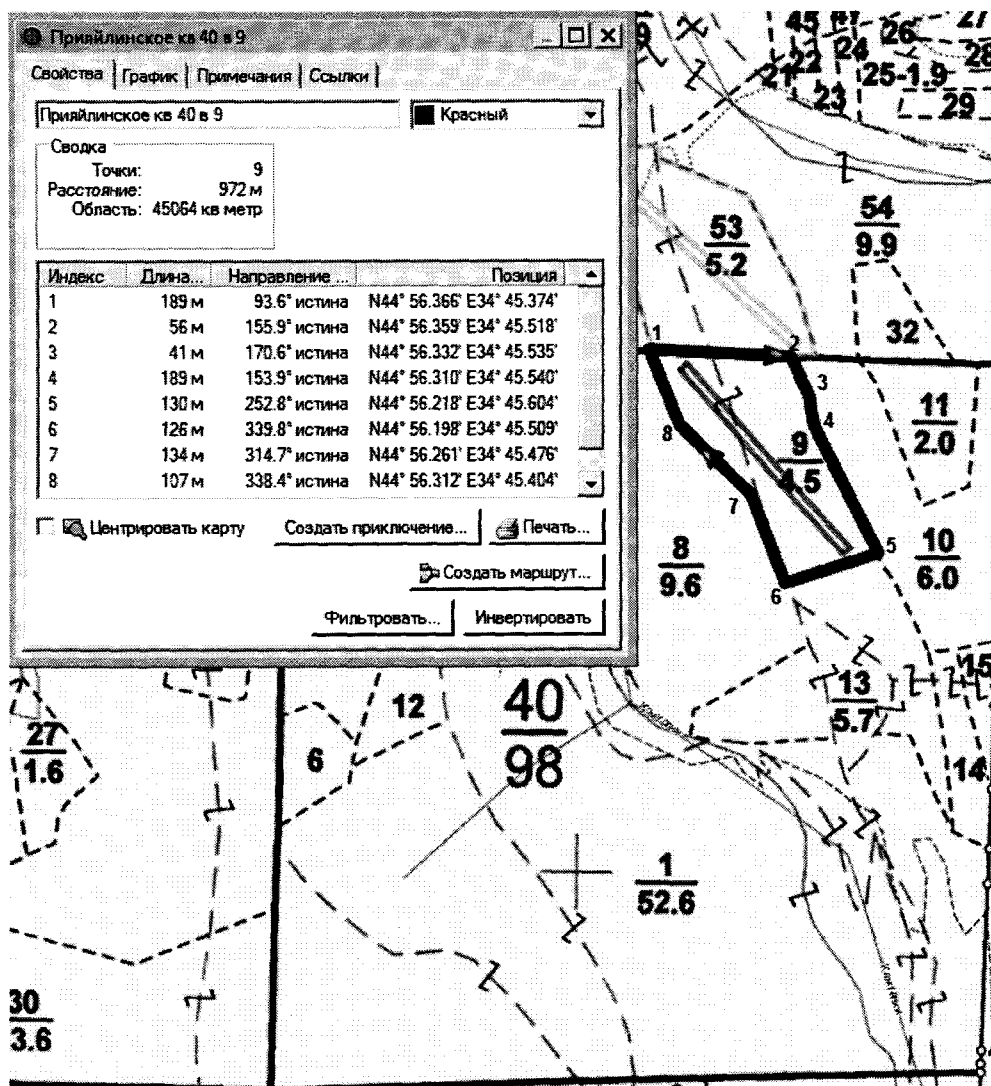 Прияйлинское кв 40 в 9
Свойства График Примечания Ссылки
Прияйлинское кв 40 в 9 Красный
Сводка
Точки: 9
Расстояние: 972 м
Область: 45064 кв метр
Индекс Длина... Направление ... Позиция
1 189 м 93.6° истина N44° 56.366' E34° 45.374'
2 56 м 155.9° истина N44° 56.359' E34° 45.518'
3 41 м 170.6° истина N44° 56.332' E34° 45.535'
4 189 м 153.9° истина N44° 56.310' E34° 45.540'
5 130 м 252.8° истина N44° 56.218' E34° 45.604'
6 126 м 339.8° истина N44° 56.198' E34° 45.509'
7 134 м 314.7° истина N44° 56.261' E34° 45.476'
8 107 м 338.4° истина N44° 56.312' E34° 45.404'
Центрировать карту Создать приключение... Печать...
Создать маршрут...
Фильтровать... Инвертировать
9
45
22
21
23
24
26
25-1.9
27
28
29
53
5.2
54
9.9
32
1
2
3
4
5
6
7
8
9
4.5
11
2.0
8
9.6
10
6.0
13
5.7
15
14
12
6
40
98
27
1.6
1
52.6
30
3.6